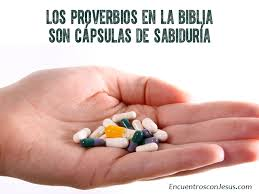 LOS PROVERBIOS EN LA BIBLIA
SON CÁPSULAS DE SABIDURÍA
EncuentrosconJesus.com